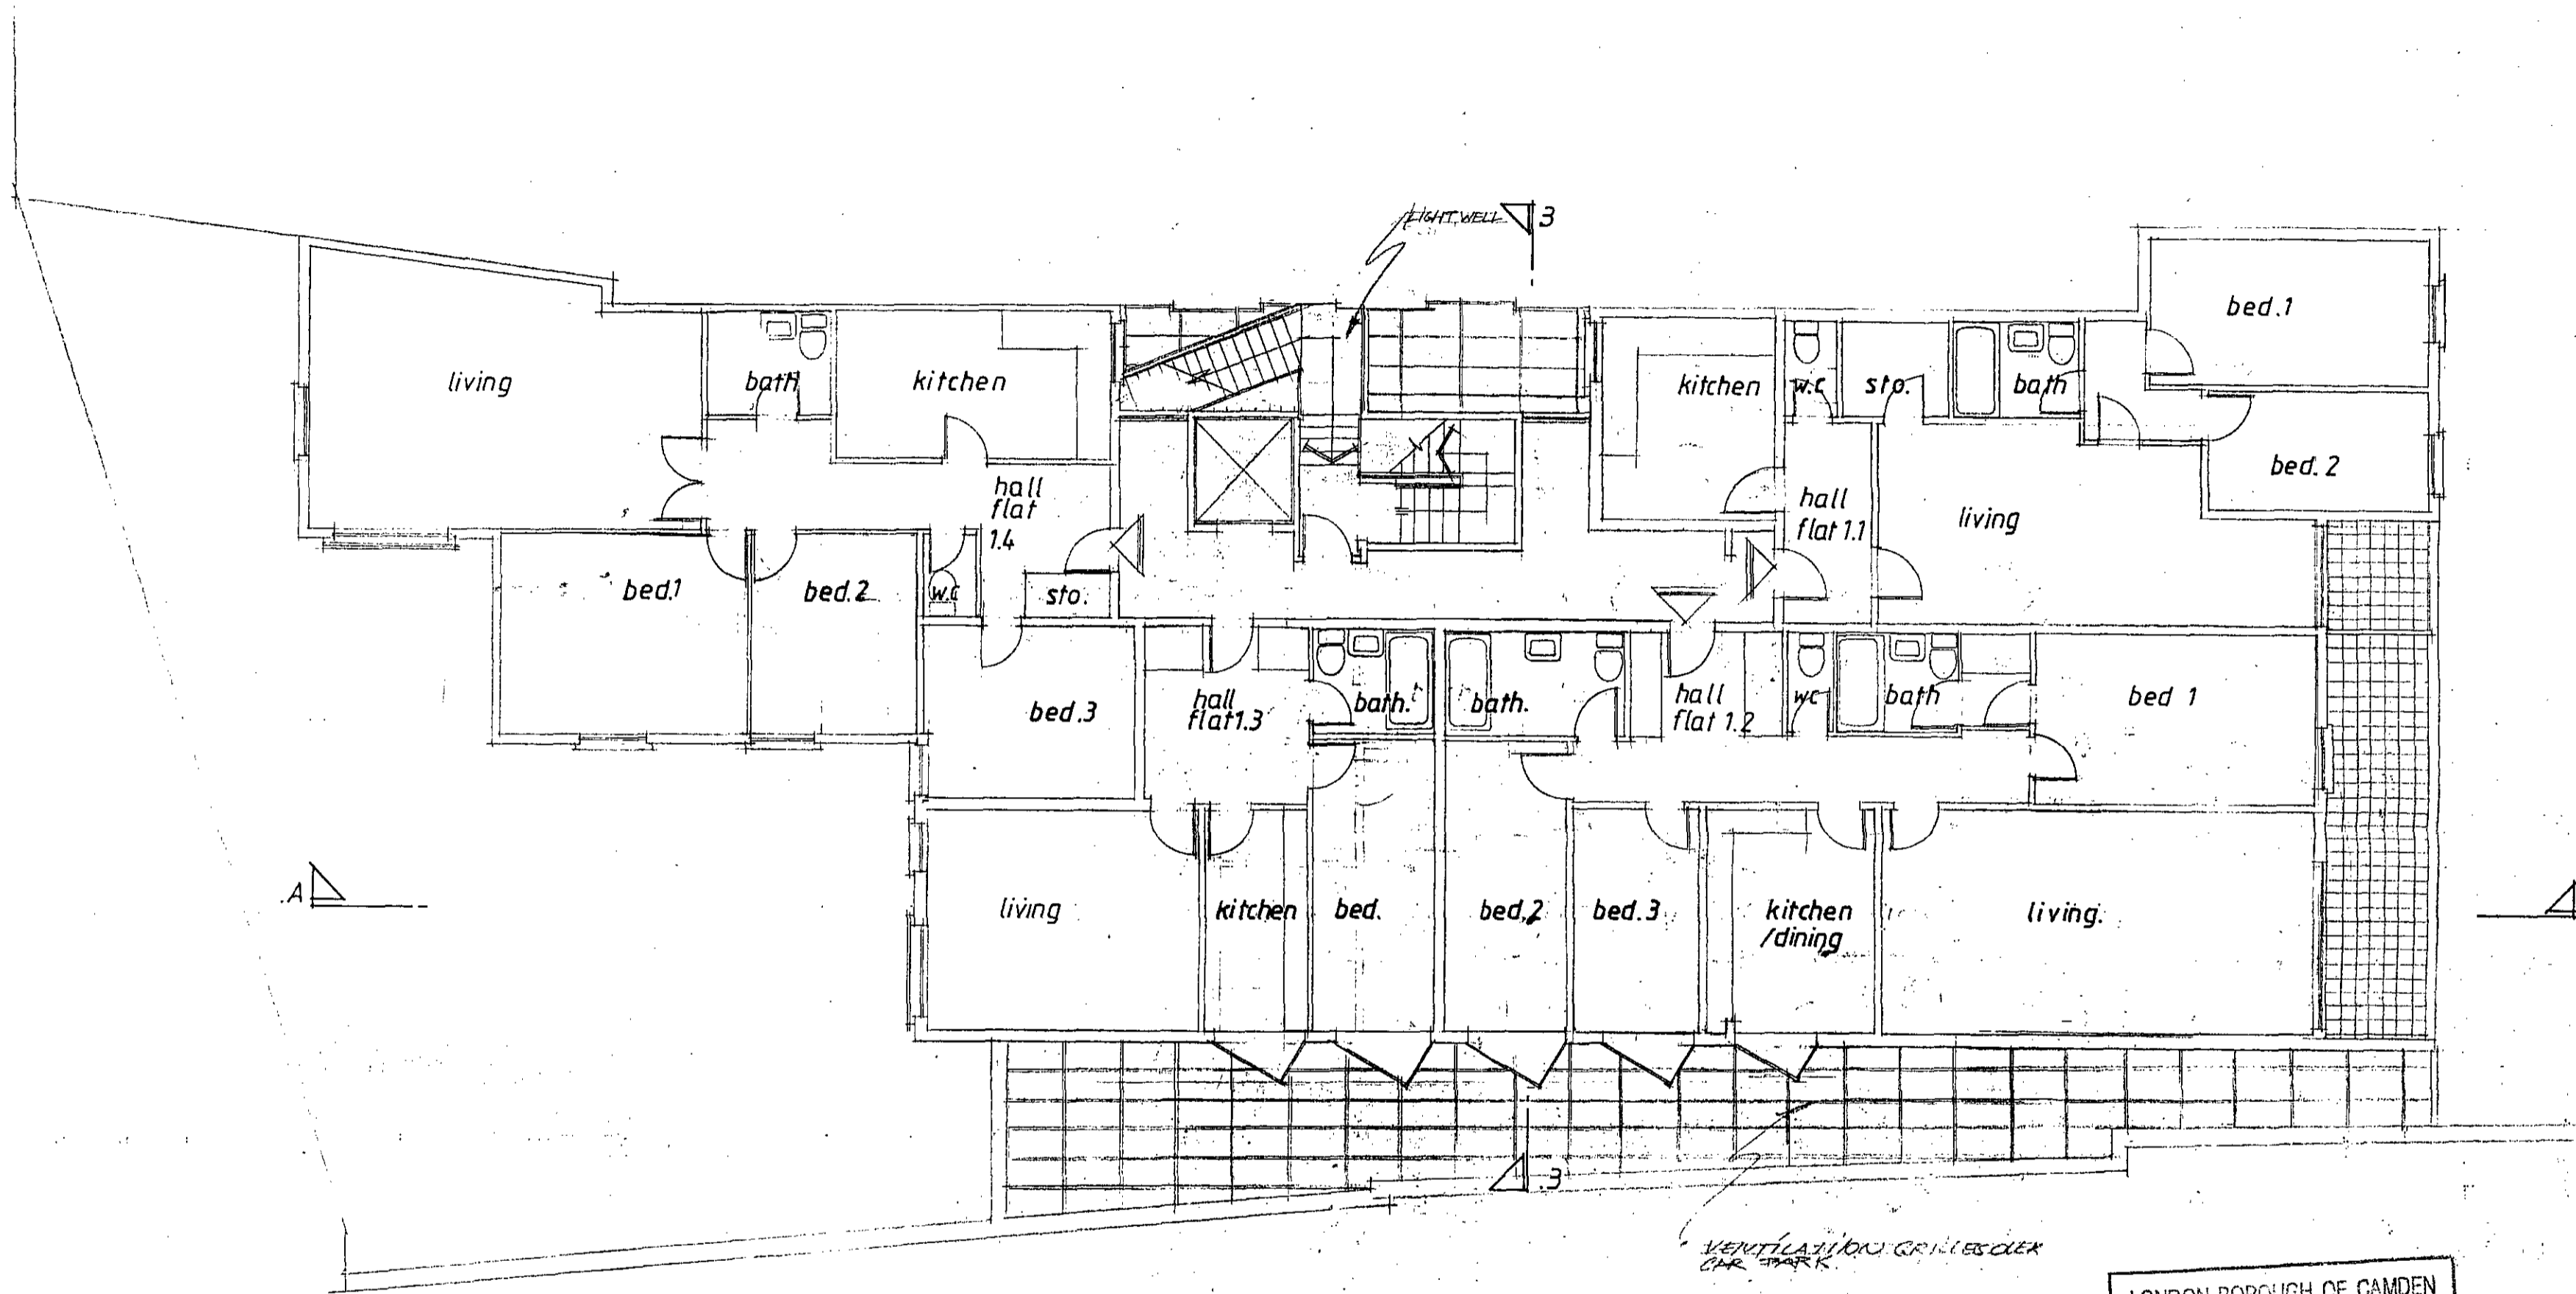 LIGHT WELL
3
bed.1
living
bath
kitchen
kitchen
w.c
sto.
bath
bed. 2
hall
flat
1.4
hall
flat 1.1
living
bed.1
bed.2
w.c
sto.
bed.3
hall
flat1.3
bath.
bath.
hall
flat 1.2
wc
bath
bed 1
.A
living
kitchen
bed.
bed.2
bed.3
kitchen
/dining
living.
.3
VENTILATION GRILLES OVER
CAR PARK.
LONDON BOROUGH OF CAMDEN